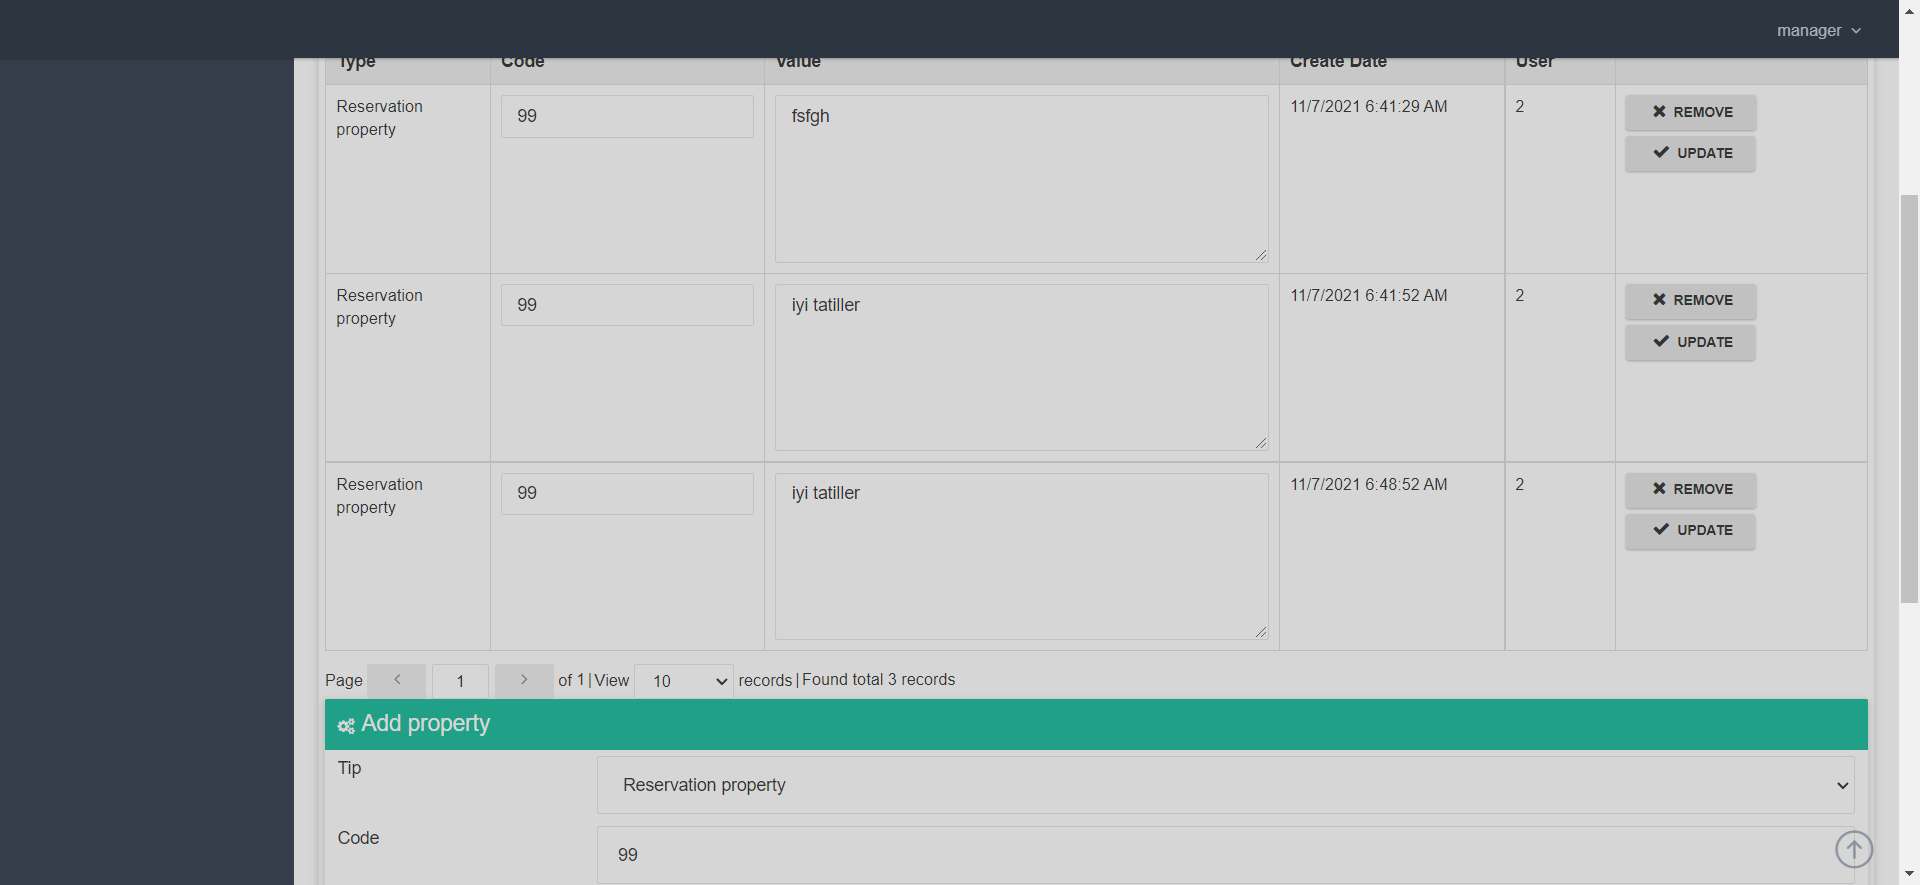 manager
Type Code Value Create Date User
Reservation property 99 fsfgh 11/7/2021 6:41:29 AM 2 REMOVE
UPDATE
Reservation property 99 iyi tatiller 11/7/2021 6:41:52 AM 2 REMOVE
UPDATE
Reservation property 99 iyi tatiller 11/7/2021 6:48:52 AM 2 REMOVE
UPDATE
Page 1 of 1 | View 10 records | Found total 3 records
Add property
Tip Reservation property
Code 99